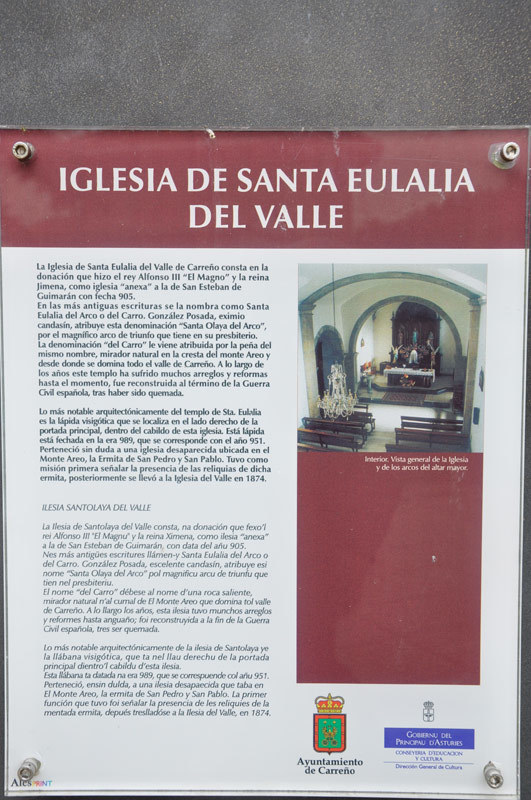 IGLESIA DE SANTA EULALIA
DEL VALLE
La Iglesia de Santa Eulalia del Valle de Carreño consta en la
donación que hizo el rey Alfonso III "El Magno" y la reina
Jimena, como iglesia "anexa" a la de San Esteban de
Guimarán con fecha 905.
En las más antiguas escrituras se la nombra como Santa
Eulalia del Arco o del Carro. González Posada, eximio
candasín, atribuye esta denominación "Santa Olaya del Arco",
por el magnífico arco de triunfo que tiene en su presbiterio.
La denominación "del Carro" le viene atribuida por la peña del
mismo nombre, mirador natural en la cresta del monte Areo y
desde donde se domina todo el valle de Carreño. A lo largo de
los años este templo ha sufrido muchos arreglos y reformas
hasta el momento, fue reconstruida al término de la Guerra
Civil española, tras haber sido quemada.
Lo más notable arquitectónicamente del templo de Sta. Eulalia
es la lápida visigótica que se localiza en el lado derecho de la
portada principal, dentro del cabildo de esta iglesia. Está lápida
está fechada en la era 989, que se corresponde con el año 951.
Perteneció sin duda a una iglesia desaparecida ubicada en el
Monte Areo, la Ermita de San Pedro y San Pablo. Tuvo como
misión primera señalar la presencia de las reliquias de dicha
ermita, posteriormente se llevó a la Iglesia del Valle en 1874.
ILESIA SANTOLAYA DEL VALLE
La Ilesia de Santolaya del Valle consta, na donación que fexo'l
rei Alfonso III "El Magnu" y la reina Ximena, como ilesia "anexa"
a la de San Esteban de Guimarán, con data del añu 905.
Nes más antigües escritures llámen-y Santa Eulalia del Arco o
del Carro. González Posada, escelente candasín, atribuye esi
nome "Santa Olaya del Arco" pol magníficu arcu de triunfu que
tien nel presbiteriu.
El nome "del Carro" débese al nome d'una roca saliente,
mirador natural n'al cumal de El Monte Areo que domina tol valle
de Carreño. A lo llargo los años, esta ilesia tuvo munchos arreglos
y reformes hasta anguaño; foi reconstruyida a la fin de la Guerra
Civil española, tres ser quemada.
Lo más notable arquitectónicamente de la ilesia de Santolaya ye
la llábana visigótica, que ta nel llau derechu de la portada
principal dientro'l cabildu d'esta ilesia.
Esta llábana ta datada na era 989, que se correspuende col añu 951.
Perteneció, ensin dulda, a una ilesia desapaecida que taba en
El Monte Areo, la ermita de San Pedro y San Pablo. La primer
función que tuvo foi señalar la presencia de les reliquies de la
mentada ermita, depués treslladóse a la Ilesia del Valle, en 1874.
Interior. Vista general de la Iglesia
y de los arcos del altar mayor.
Ayuntamiento
de Carreño
GOBIERNU DEL
PRINCIPAU D'ASTURIES
CONSEYERIA D'EDUCACION
Y CULTURA
Dirección General de Cultura